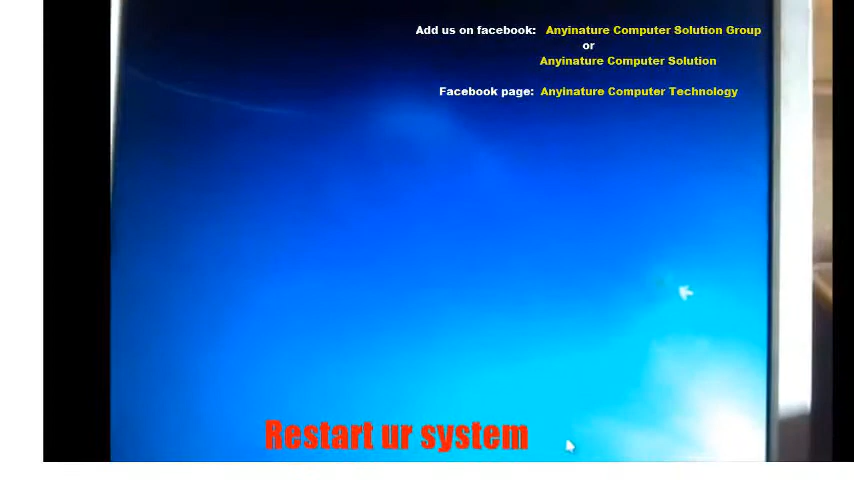 Add us on facebook: Anyinature Computer Solution Group
or
Anyinature Computer Solution
Facebook page: Anyinature Computer Technology
Restart ur system